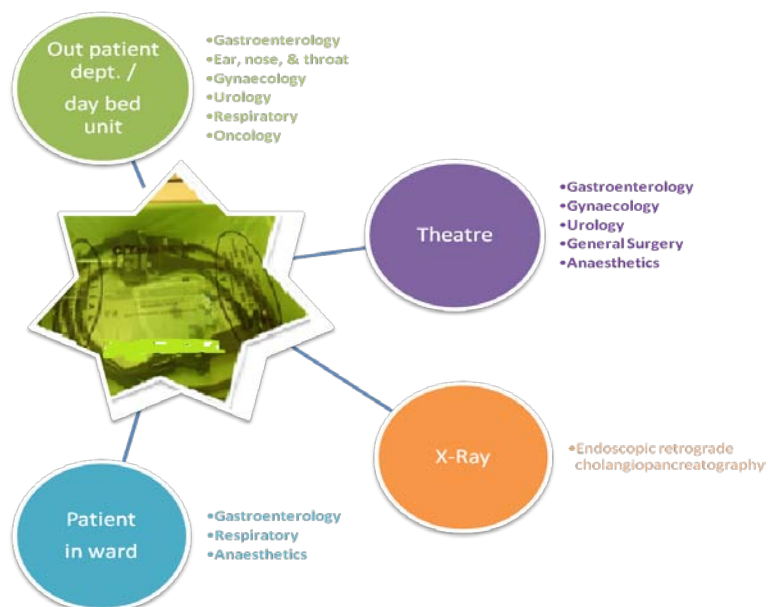 Out patient
dept. /
day bed
unit
•Gastroenterology
•Ear, nose, & throat
•Gynaecology
•Urology
•Respiratory
•Oncology
Theatre
•Gastroenterology
•Gynaecology
•Urology
•General Surgery
•Anaesthetics
X-Ray
•Endoscopic retrograde
cholangiopancreatography
Patient
in ward
•Gastroenterology
•Respiratory
•Anaesthetics